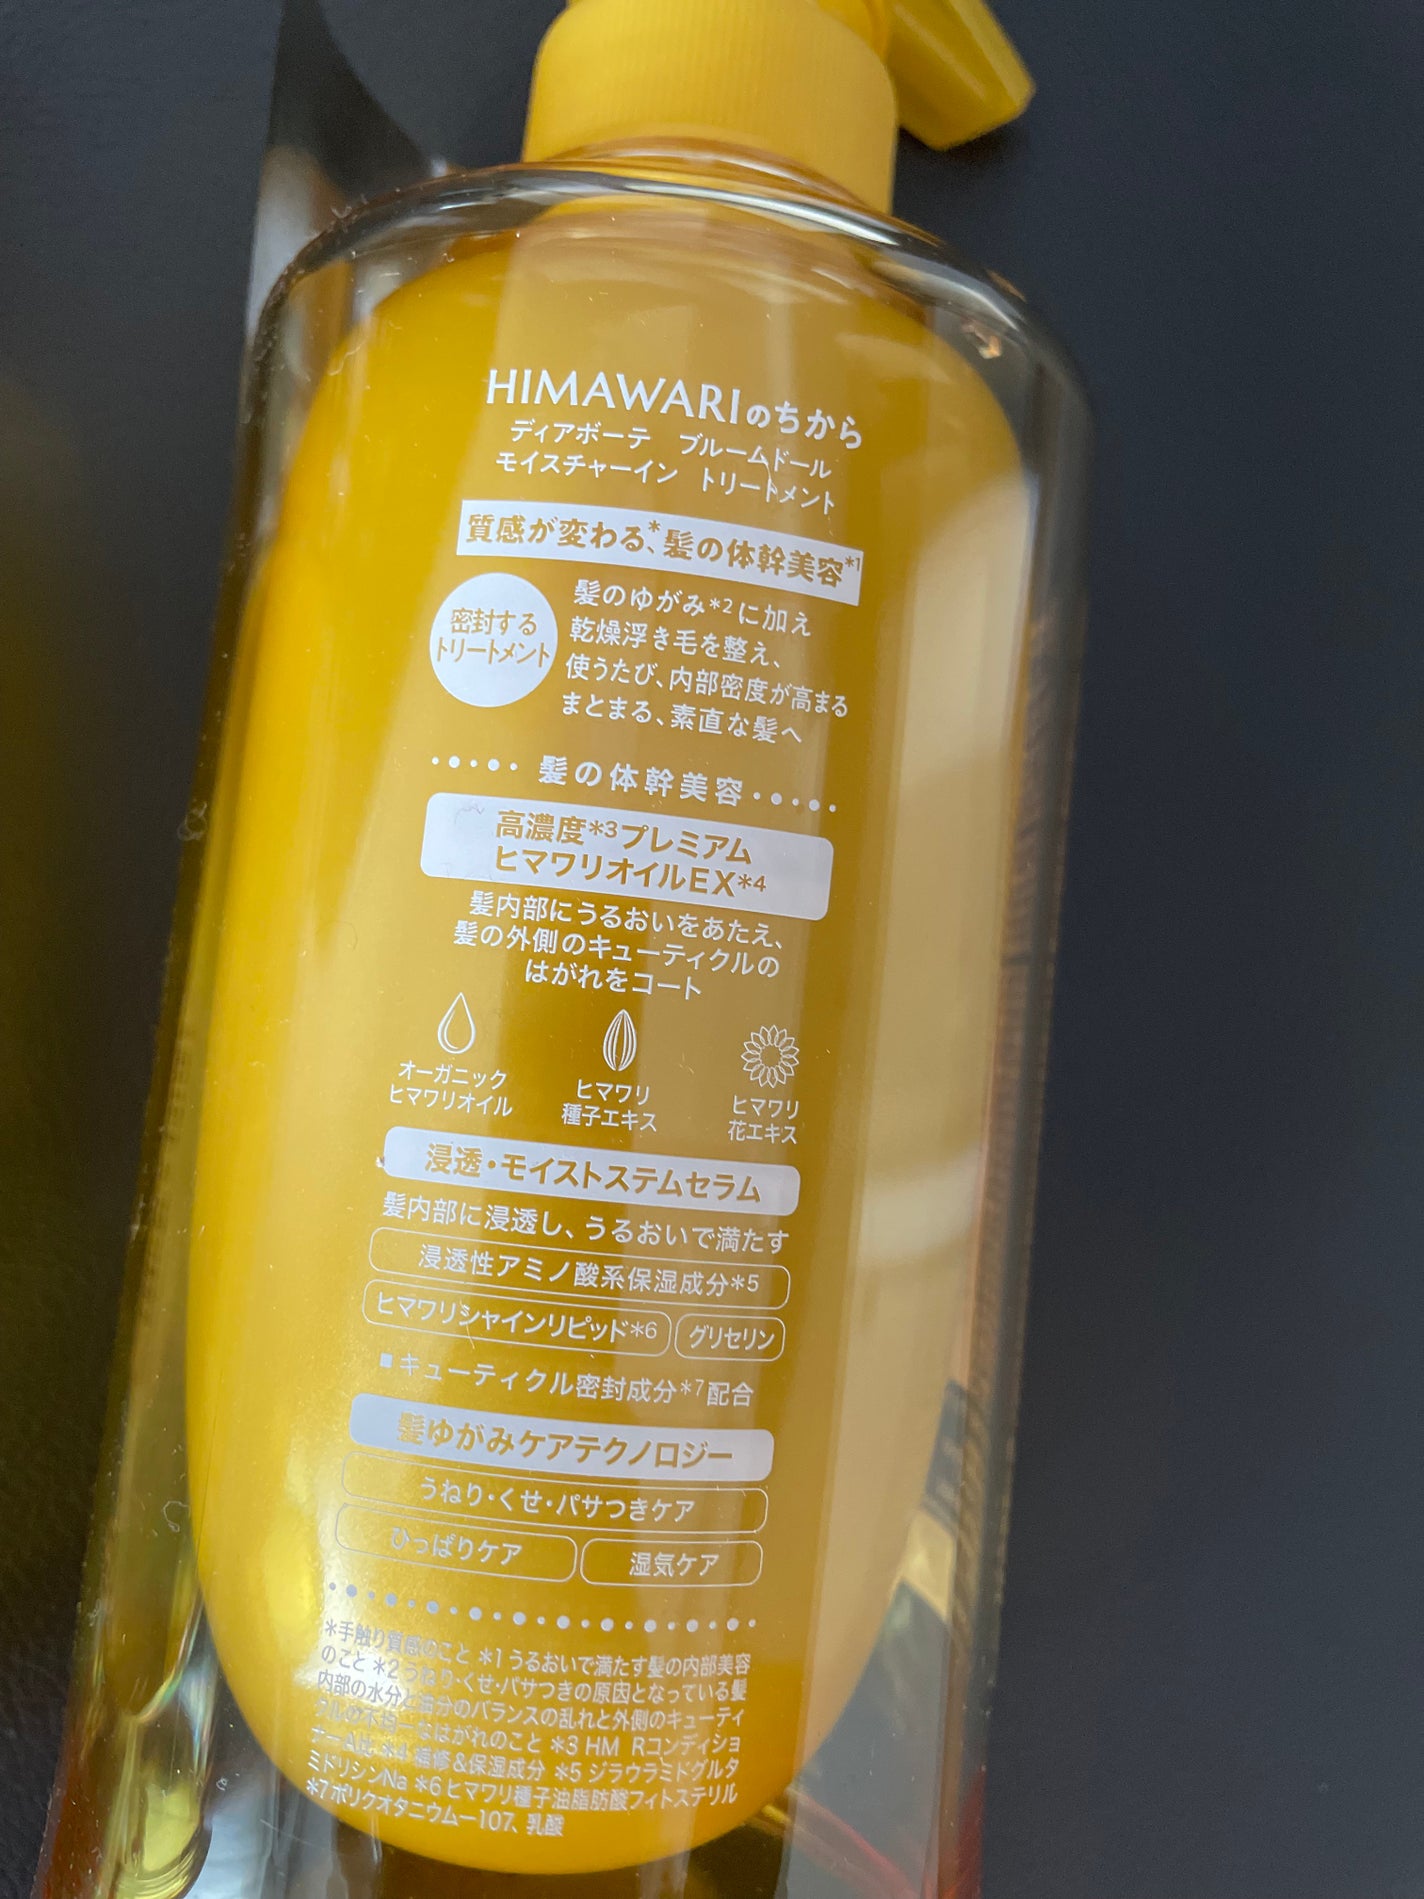 HIMAWARIのちから
ディアボーテ ブルームドール
モイスチャーイン トリートメント
質感が変わる*、髪の体幹美容*1
密封する
トリートメント
髪のゆがみ*2に加え
乾燥浮き毛を整え、
使うたび、内部密度が高まる
まとまる、素直な髪へ
髪の体幹美容
高濃度*3プレミアム
ヒマワリオイルEX*4
髪内部にうるおいをあたえ、
髪の外側のキューティクルの
はがれをコート
オーガニック
ヒマワリオイル
ヒマワリ
種子エキス
ヒマワリ
花エキス
浸透・モイストステムセラム
髪内部に浸透し、うるおいで満たす
浸透性アミノ酸系保湿成分*5
ヒマワリシャインリピッド*6 グリセリン
■キューティクル密封成分*7配合
髪ゆがみケアテクノロジー
うねり・くせ・パサつきケア
ひっぱりケア 湿気ケア
*手触り質感のこと *1 うるおいで満たす髪の内部美容
のこと *2 うねり・くせ・パサつきの原因となっている髪
内部の水分と油分のバランスの乱れと外側のキューティ
クルの不均一なはがれのこと *3 HM Rコンディショ
ナーA比 *4 補修&保湿成分 *5 ジラウラミドグルタ
ミドリシンNa *6 ヒマワリ種子油脂肪酸フィトステリル
*7 ポリクオタニウム-107、乳酸